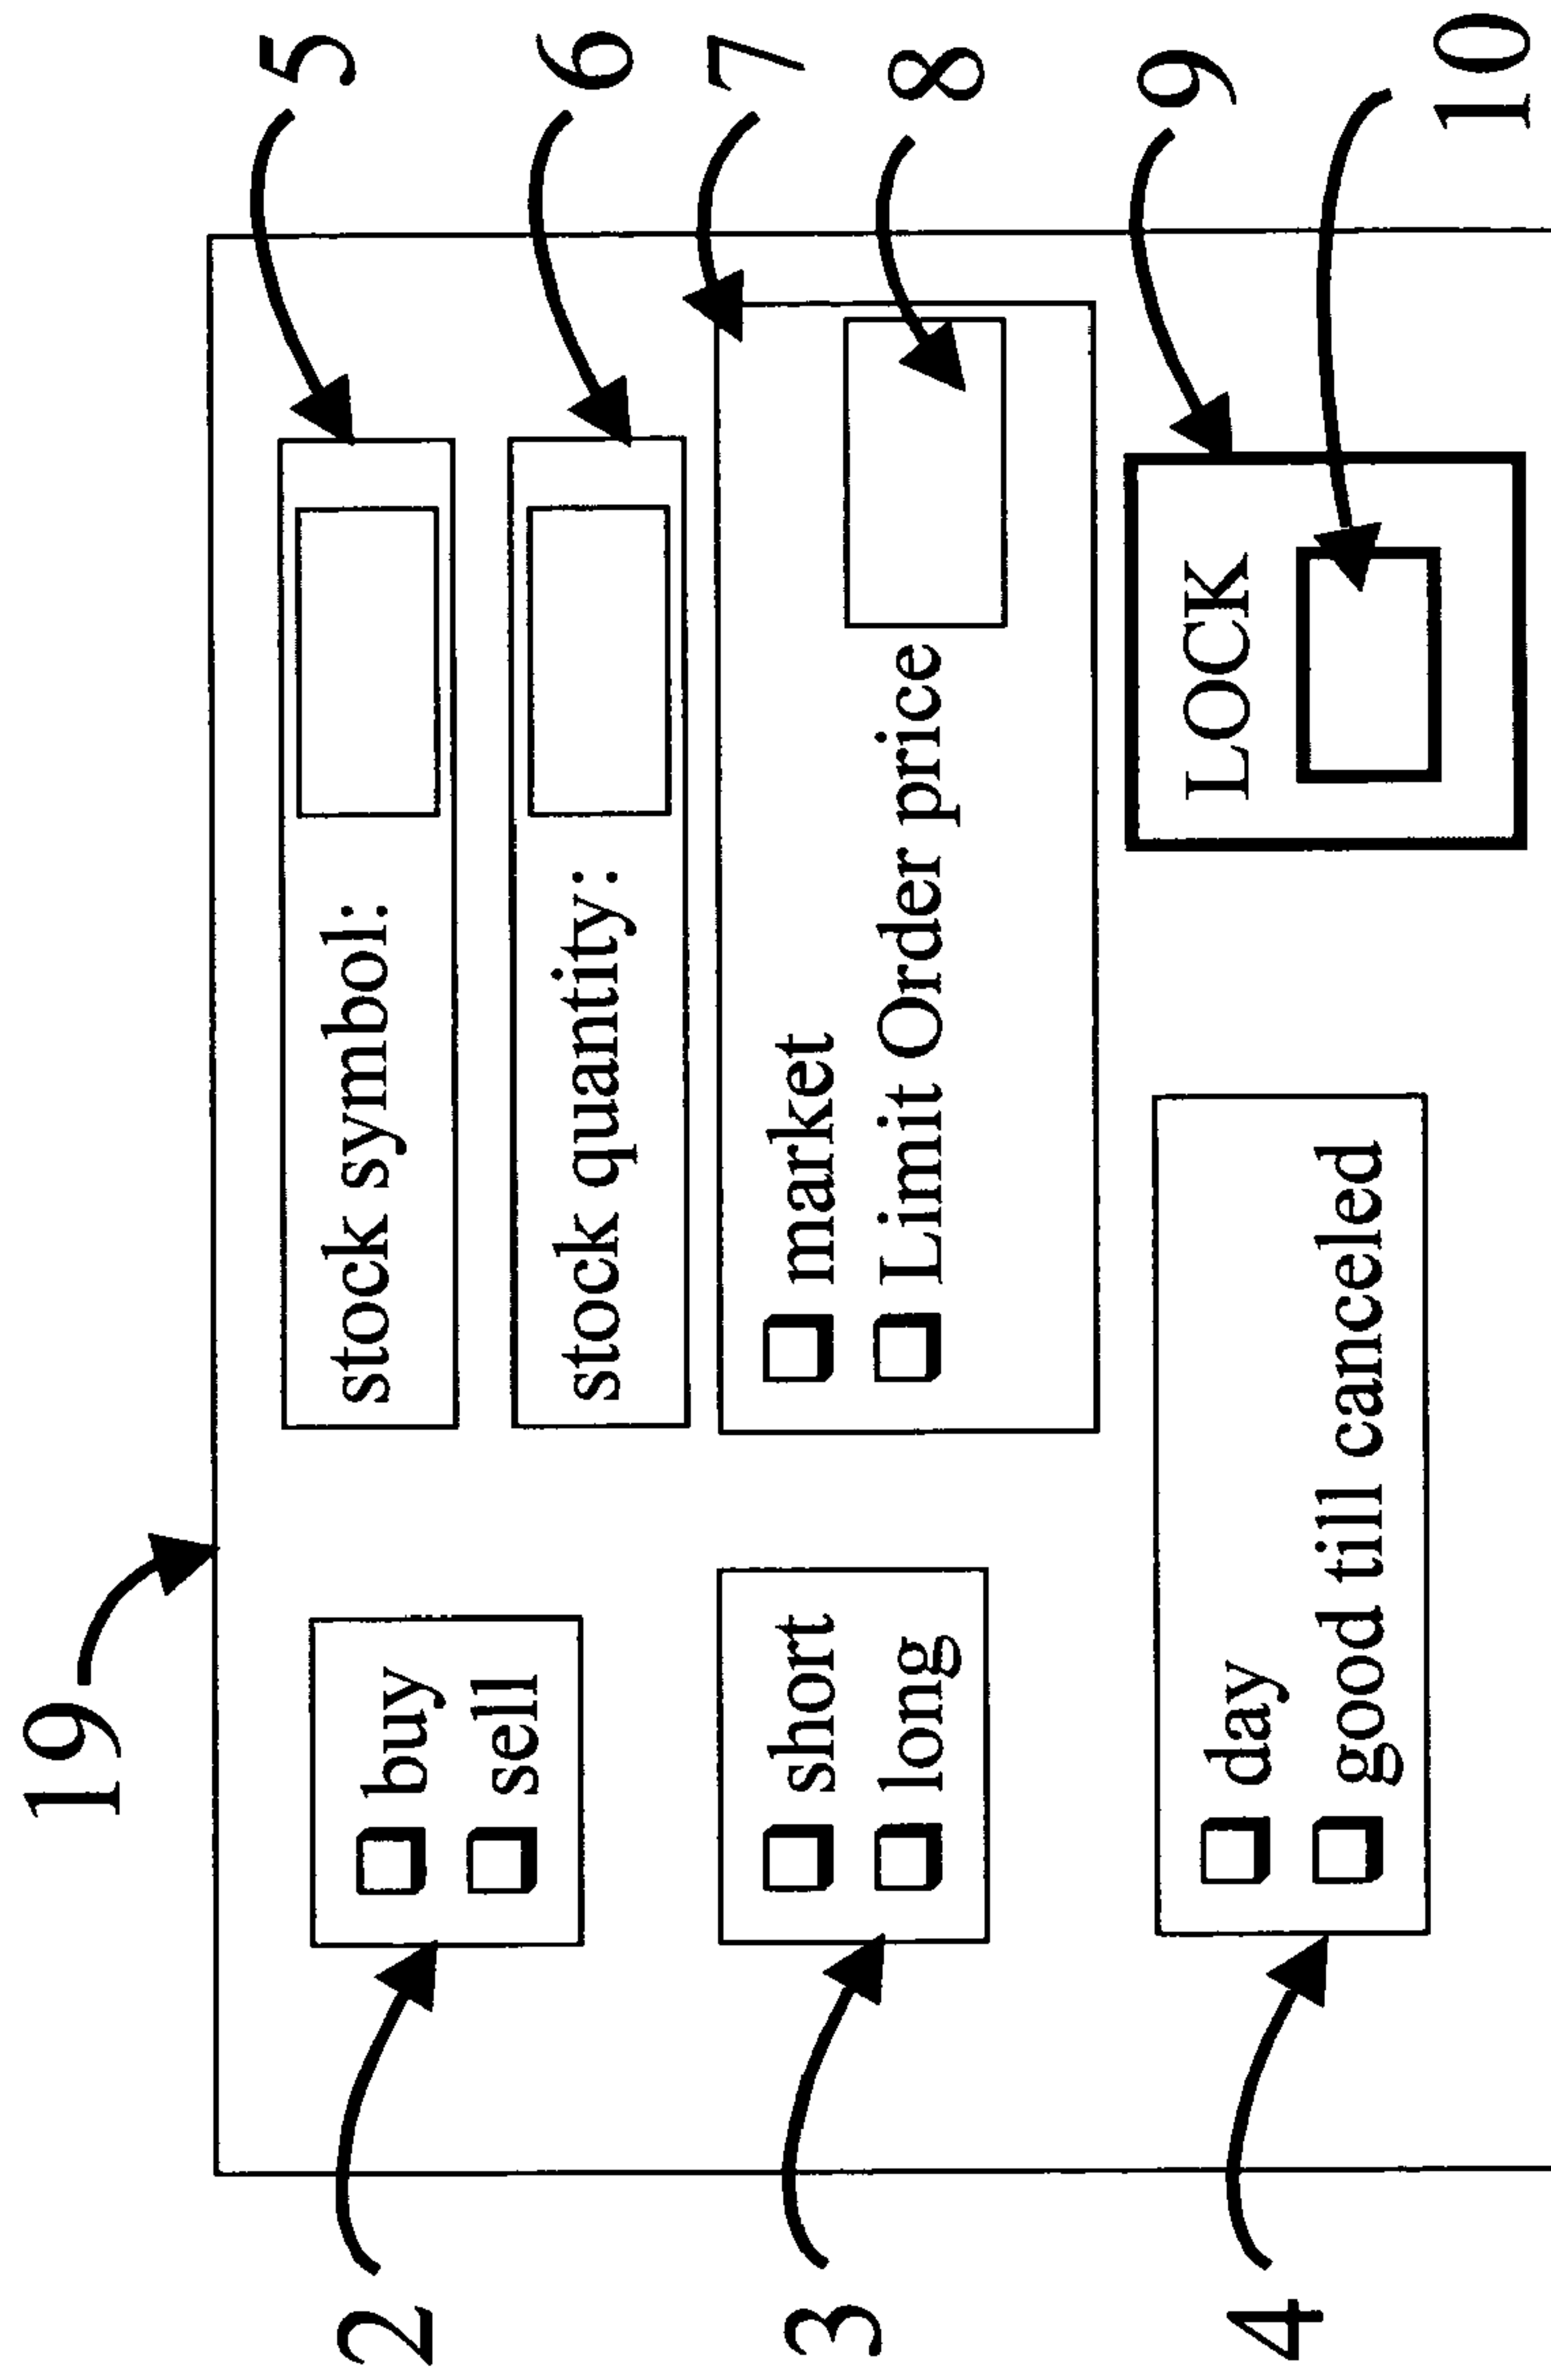 19
2
buy
sell
3
short
long
4
day
good till canceled
stock symbol:
5
stock quantity:
6
7
market
Limit Order price
8
9
LOCK
10